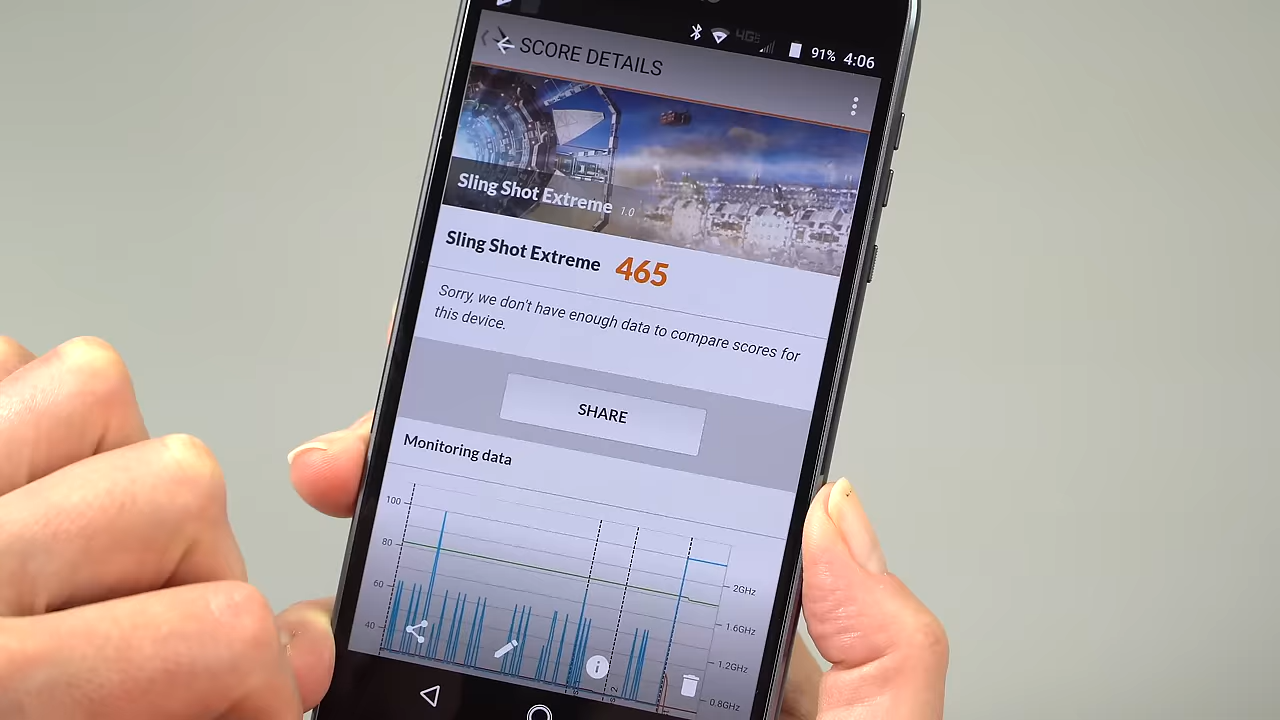 4G
91% 4:06
SCORE DETAILS
Sling Shot Extreme 1.0
Sling Shot Extreme 465
Sorry, we don't have enough data to compare scores for
this device.
SHARE
Monitoring data
100
80
60
40
2GHz
1.6GHz
1.2GHz
0.8GHz